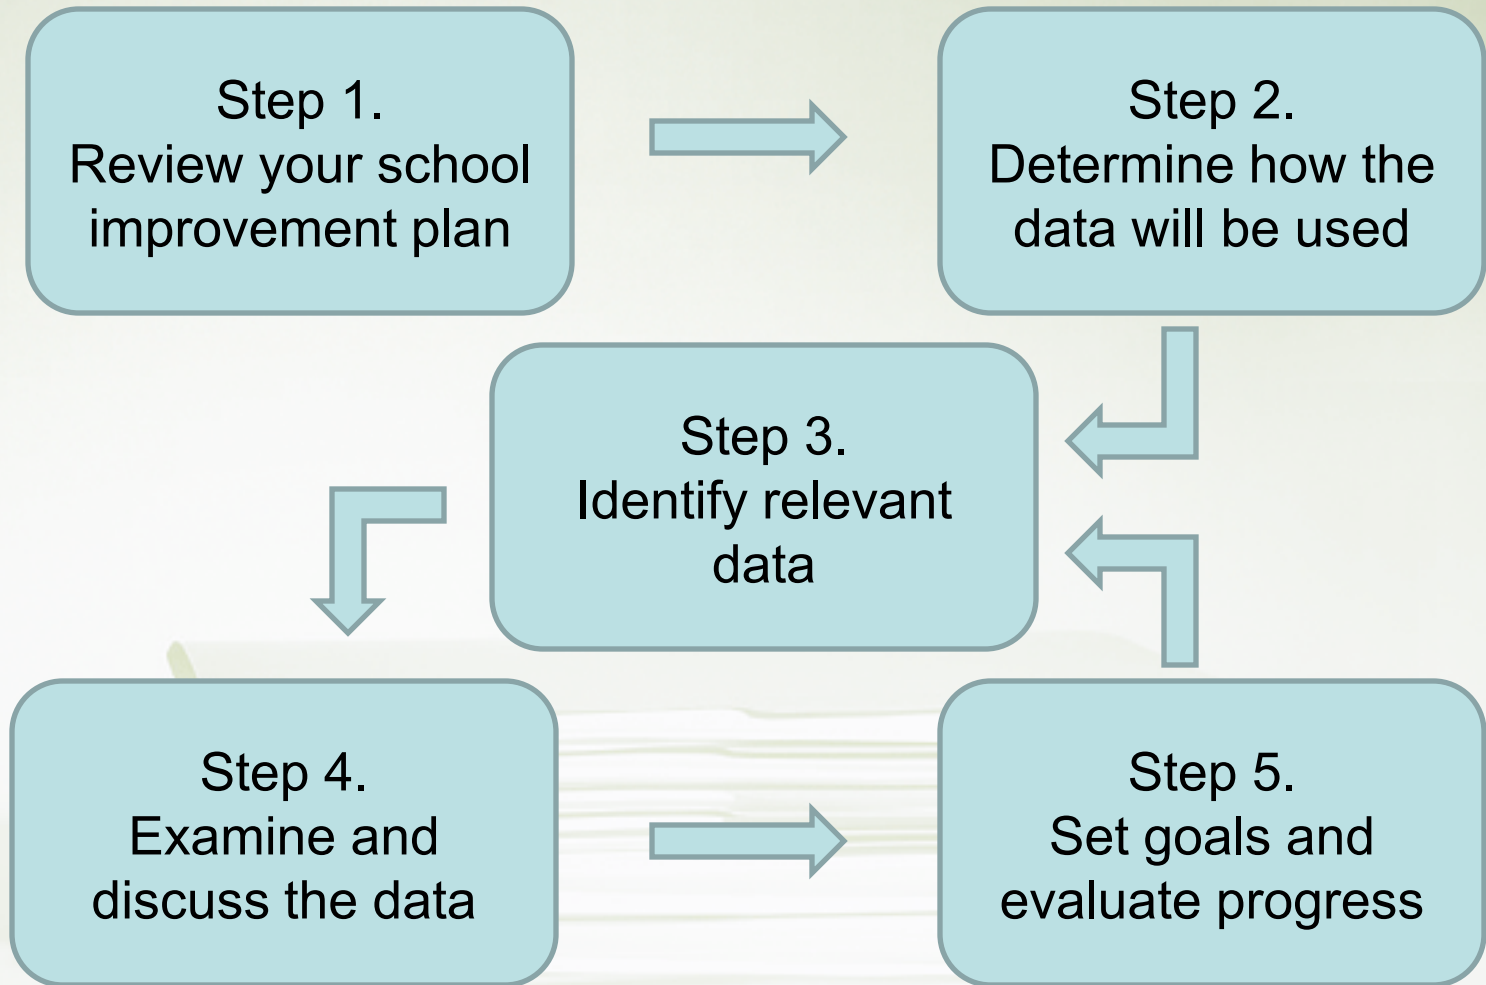 Step 1.
Review your school
improvement plan
Step 2.
Determine how the
data will be used
Step 3.
Identify relevant
data
Step 4.
Examine and
discuss the data
Step 5.
Set goals and
evaluate progress